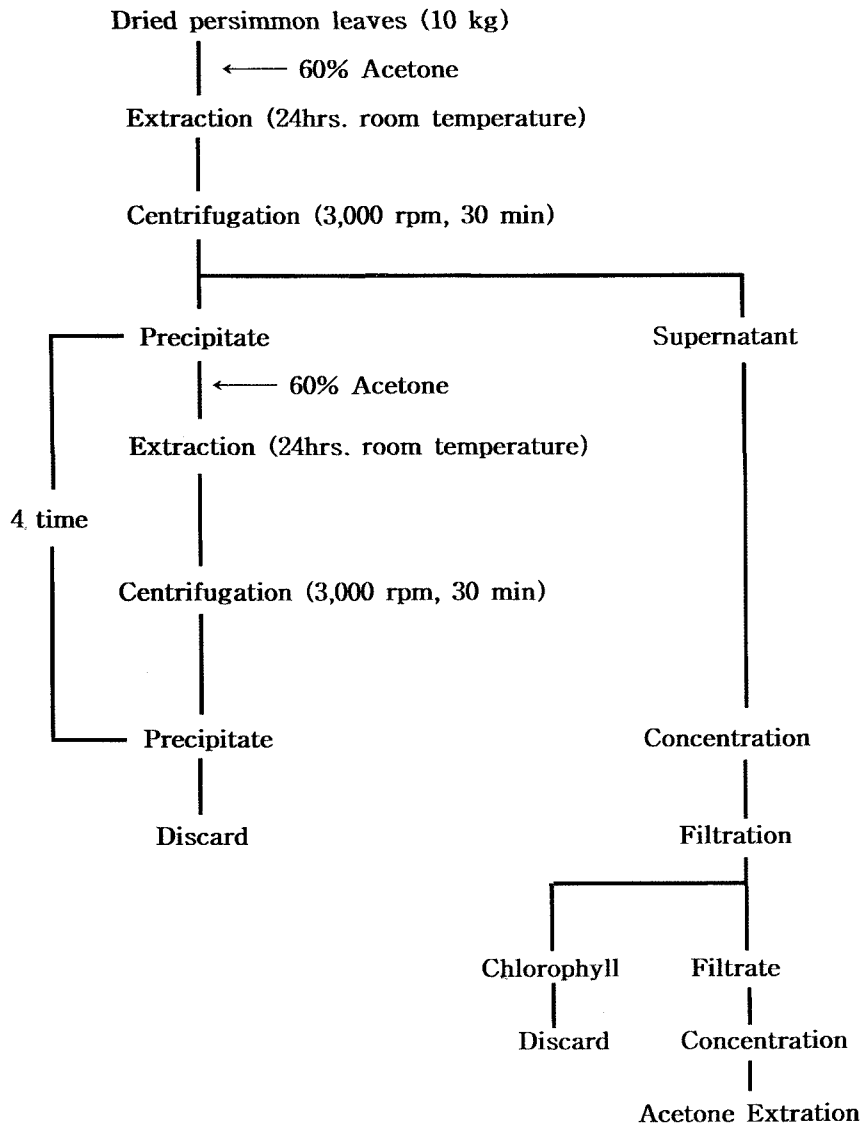 Dried persimmon leaves (10 kg)
← 60% Acetone
Extraction (24hrs. room temperature)
Centrifugation (3,000 rpm, 30 min)
Precipitate
Supernatant
← 60% Acetone
Extraction (24hrs. room temperature)
4 time
Centrifugation (3,000 rpm, 30 min)
Precipitate
Concentration
Discard
Filtration
Chlorophyll
Filtrate
Discard
Concentration
Acetone Extration